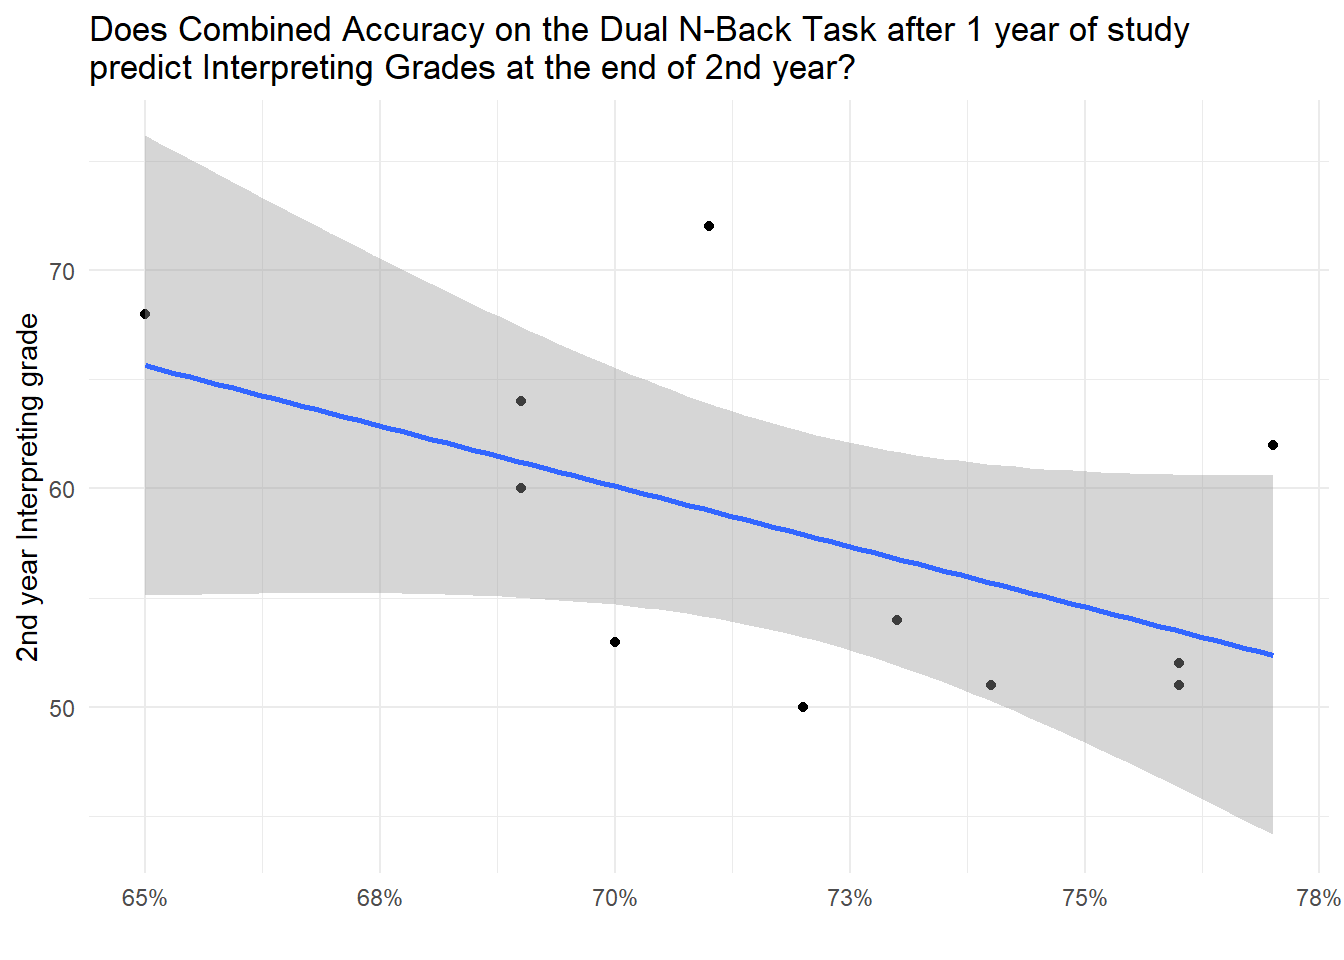 Does Combined Accuracy on the Dual N-Back Task after 1 year of study
predict Interpreting Grades at the end of 2nd year?
2nd year Interpreting grade
70
60
50
65% 68% 70% 73% 75% 78%